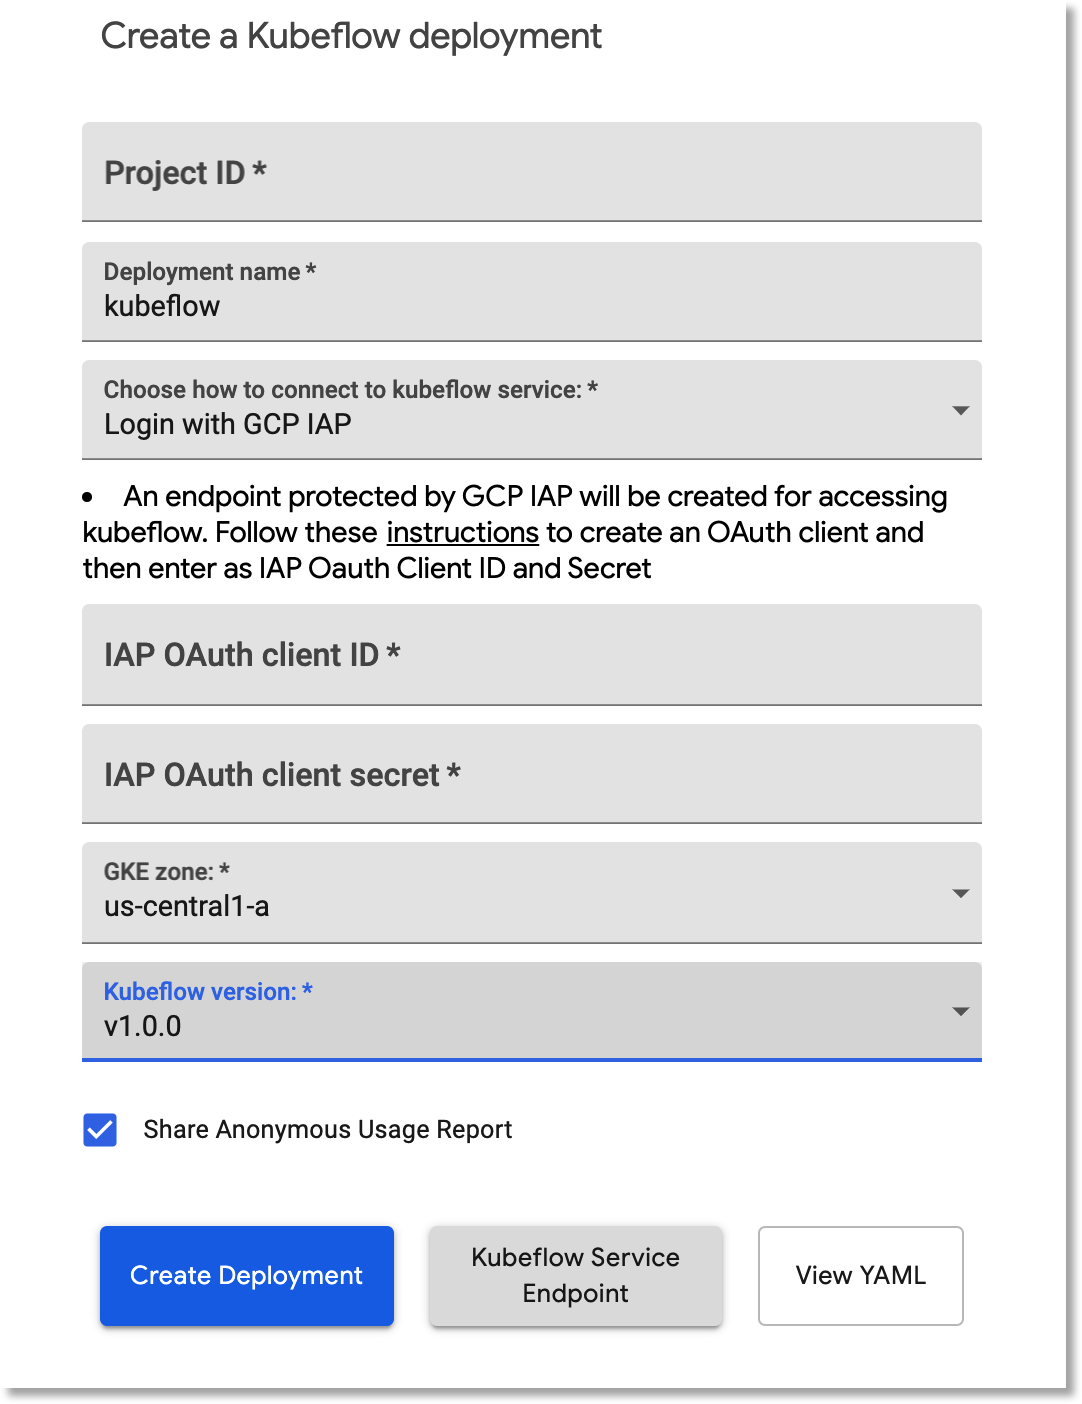 Create a Kubeflow deployment
Project ID *
Deployment name *
kubeflow
Choose how to connect to kubeflow service: *
Login with GCP IAP
• An endpoint protected by GCP IAP will be created for accessing
kubeflow. Follow these instructions to create an OAuth client and
then enter as IAP Oauth Client ID and Secret
IAP OAuth client ID *
IAP OAuth client secret *
GKE zone: *
us-central1-a
Kubeflow version: *
v1.0.0
Share Anonymous Usage Report
Create Deployment
Kubeflow Service
Endpoint
View YAML